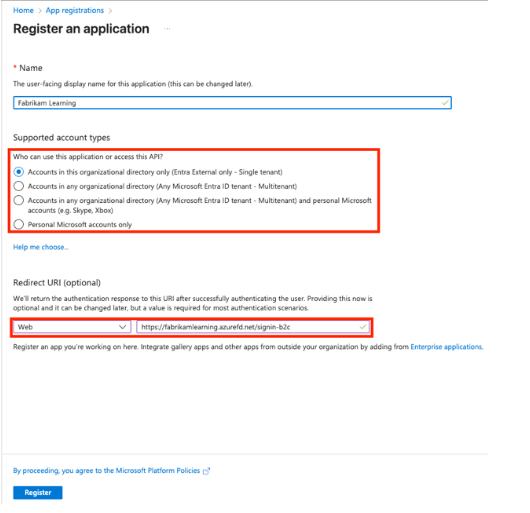 Home > App registrations >
Register an application ...
* Name
The user-facing display name for this application (this can be changed later).
Fabrikam Learning
Supported account types
Who can use this application or access this API?
Accounts in this organizational directory only (Entra External only - Single tenant)
Accounts in any organizational directory (Any Microsoft Entra ID tenant - Multitenant)
Accounts in any organizational directory (Any Microsoft Entra ID tenant - Multitenant) and personal Microsoft
accounts (e.g. Skype, Xbox)
Personal Microsoft accounts only
Help me choose...
Redirect URI (optional)
We'll return the authentication response to this URI after successfully authenticating the user. Providing this now is
optional and it can be changed later, but a value is required for most authentication scenarios.
Web https://fabrikamlearning.azurefd.net/signin-b2c
Register an app you're working on here. Integrate gallery apps and other apps from outside your organization by adding from Enterprise applications.
By proceeding, you agree to the Microsoft Platform Policies
Register